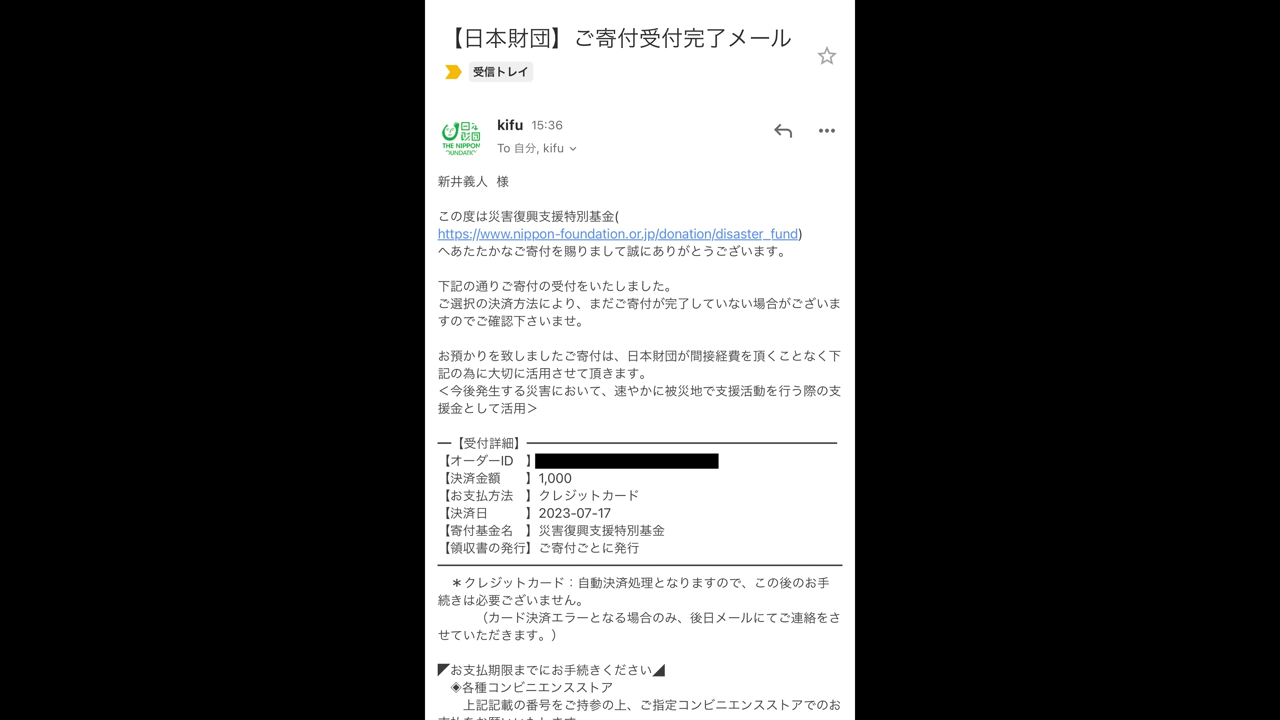 【日本財団】ご寄付受付完了メール
受信トレイ
kifu 15:36
To 自分, kifu
THE NIPPON
新井義人 様
この度は災害復興支援特別基金(
https://www.nippon-foundation.or.jp/donation/disaster_fund)
へあたたかなご寄付を賜りまして誠にありがとうございます。
下記の通りご寄付の受付をいたしました。
ご選択の決済方法により、まだご寄付が完了していない場合がございま
すのでご確認下さいませ。
お預かりを致しましたご寄付は、日本財団が間接経費を頂くことなく下
記の為に大切に活用させて頂きます。
＜今後発生する災害において、速やかに被災地で支援活動を行う際の支
援金として活用＞
━【受付詳細】━━━━━━━━━━━━━━━━━━━━
【オーダーID 】
【決済金額 】1,000
【お支払方法 】クレジットカード
【決済日 】2023-07-17
【寄付基金名 】災害復興支援特別基金
【領収書の発行】ご寄付ごとに発行
＊クレジットカード：自動決済処理となりますので、この後のお手
続きは必要ございません。
（カード決済エラーとなる場合のみ、後日メールにてご連絡をさ
せていただきます。）
◤お支払期限までにお手続きください◢
◈各種コンビニエンスストア
上記記載の番号をご持参の上、ご指定コンビニエンスストアでのお